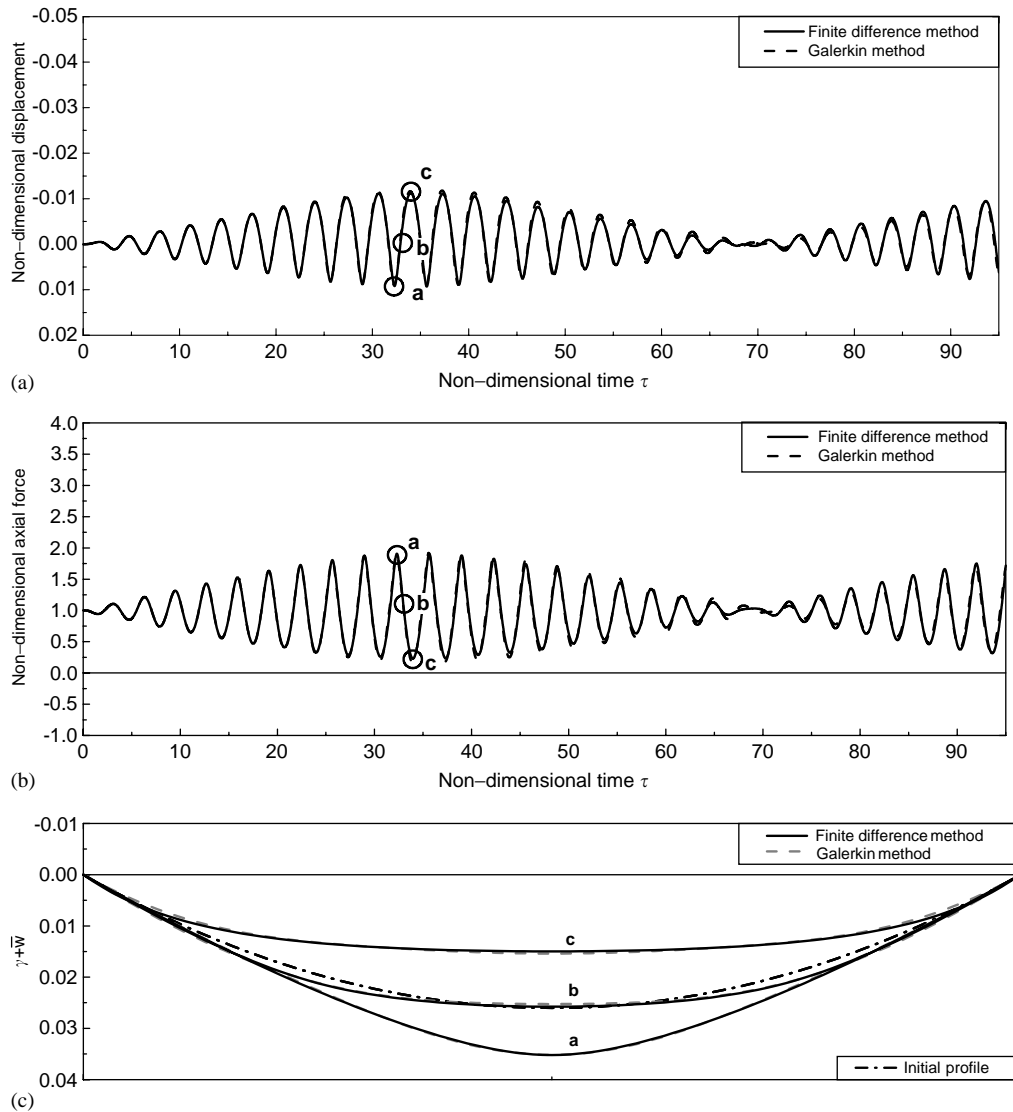 -0.05
-0.04
-0.03
-0.02
-0.01
0.00
0.01
0.02
Non-dimensional displacement
Finite difference method
Galerkin method
c
b
a
0 10 20 30 40 50 60 70 80 90
Non–dimensional time τ
(a)
4.0
3.5
3.0
2.5
2.0
1.5
1.0
0.5
0.0
-0.5
-1.0
Non-dimensional axial force
Finite difference method
Galerkin method
a
b
c
0 10 20 30 40 50 60 70 80 90
Non–dimensional time τ
(b)
-0.01
0.00
0.01
0.02
0.03
0.04
γ+w̅
Finite difference method
Galerkin method
c
b
a
Initial profile
(c)